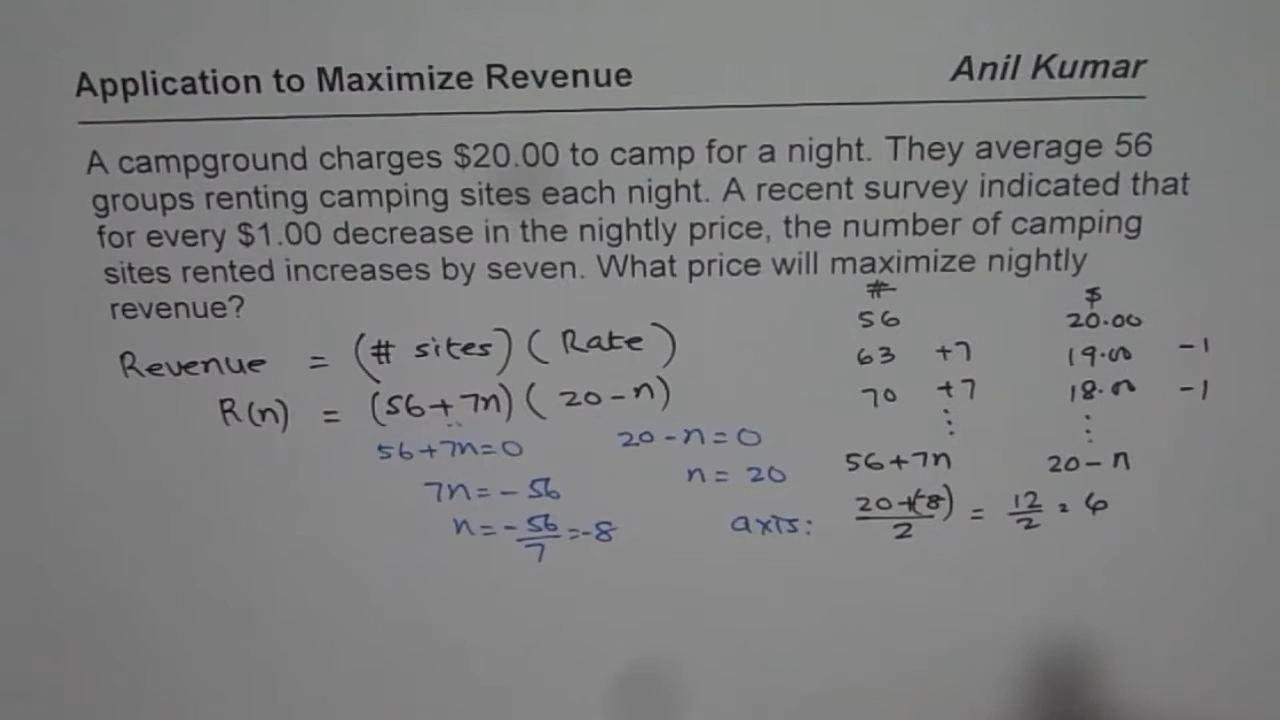 Application to Maximize Revenue
Anil Kumar
A campground charges $20.00 to camp for a night. They average 56
groups renting camping sites each night. A recent survey indicated that
for every $1.00 decrease in the nightly price, the number of camping
sites rented increases by seven. What price will maximize nightly
revenue?
# $
56 20.00
Revenue = (# sites) (Rate)
63 +7 19.00 -1
R(n) = (56+7n) (20-n)
70 +7 18.00 -1
⋮ ⋮
56+7n=0 20-n=0
56+7n 20-n
7n=-56 n=20
n=-56/7=-8
axis: 20+(-8)/2 = 12/2 = 6